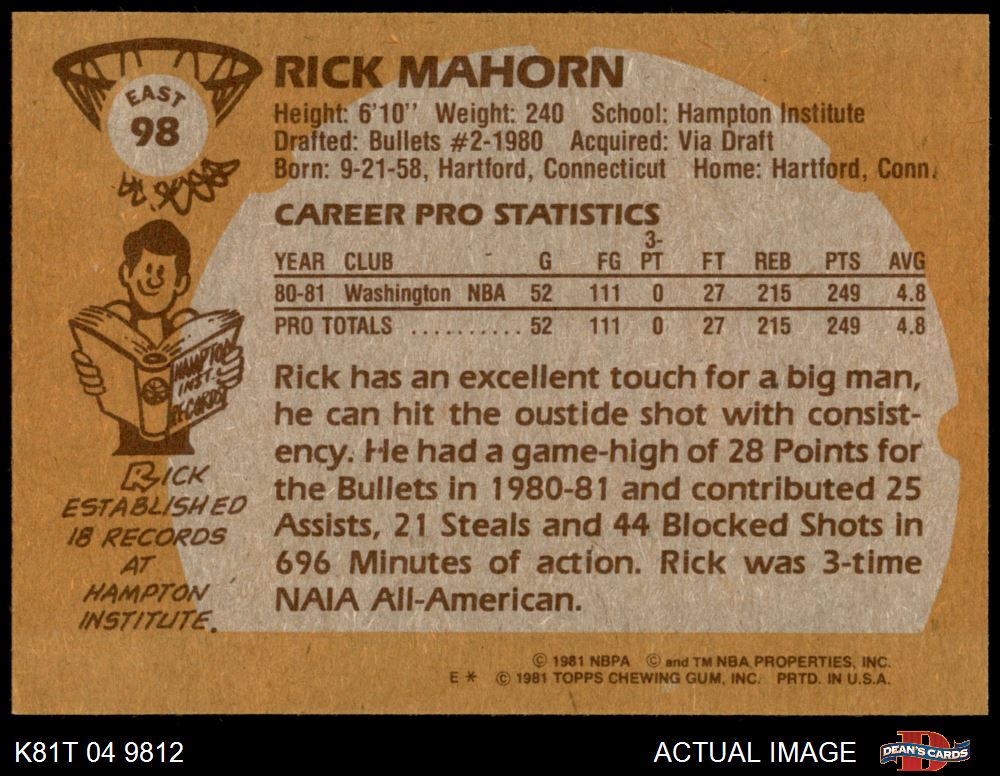 EAST
98
RICK MAHORN
Height: 6'10'' Weight: 240 School: Hampton Institute
Drafted: Bullets #2-1980 Acquired: Via Draft
Born: 9-21-58, Hartford, Connecticut Home: Hartford, Conn.
CAREER PRO STATISTICS
YEAR CLUB G FG 3-PT FT REB PTS AVG
80-81 Washington NBA 52 111 0 27 215 249 4.8
PRO TOTALS .......... 52 111 0 27 215 249 4.8
HAMPTON
INST.
RECORDS
RICK
ESTABLISHED
18 RECORDS
AT
HAMPTON
INSTITUTE.
Rick has an excellent touch for a big man,
he can hit the oustide shot with consist-
ency. He had a game-high of 28 Points for
the Bullets in 1980-81 and contributed 25
Assists, 21 Steals and 44 Blocked Shots in
696 Minutes of action. Rick was 3-time
NAIA All-American.
© 1981 NBPA © and TM NBA PROPERTIES, INC.
E * © 1981 TOPPS CHEWING GUM, INC. PRTD. IN U.S.A.
K81T 04 9812
ACTUAL IMAGE
DEAN'S CARDS